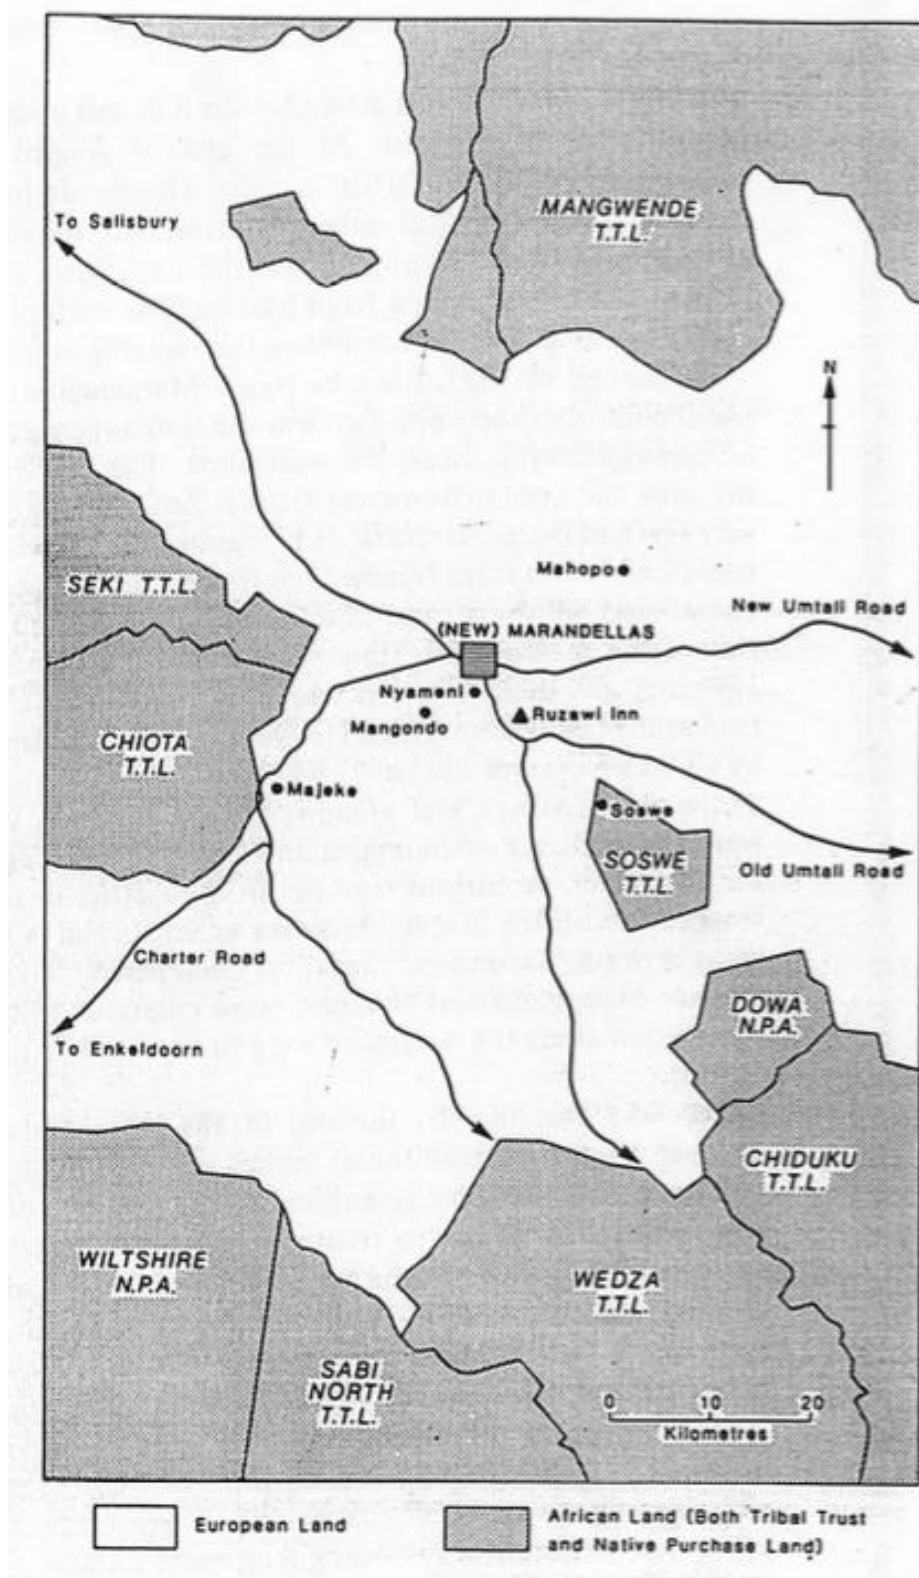 To Salisbury
MANGWENDE
T.T.L.
N
SEKI T.T.L.
Mahopo
New Umtali Road
(NEW) MARANDELLAS
Nyameni
Mangondo
Ruzawi Inn
CHIOTA
T.T.L.
Majeke
Soswe
SOSWE
T.T.L.
Old Umtali Road
Charter Road
DOWA
N.P.A.
To Enkeldoorn
CHIDUKU
T.T.L.
WILTSHIRE
N.P.A.
WEDZA
T.T.L.
SABI
NORTH
T.T.L.
0 10 20
Kilometres
European Land
African Land (Both Tribal Trust
and Native Purchase Land)